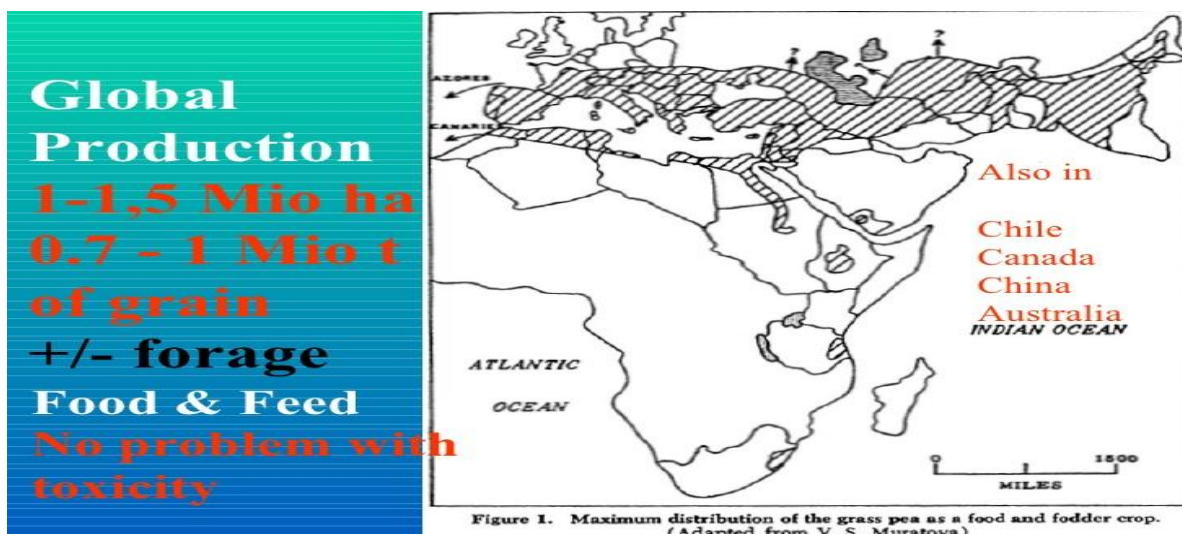 Global
Production
1-1,5 Mio ha
0.7 - 1 Mio t
of grain
+/- forage
Food & Feed
No problem with
toxicity
AZORES
CANARIE
?
?
Also in
Chile
Canada
China
Australia
INDIAN OCEAN
ATLANTIC
OCEAN
0 1500
MILES
Figure 1. Maximum distribution of the grass pea as a food and fodder crop.
(Adapted from V. S. Muratova)